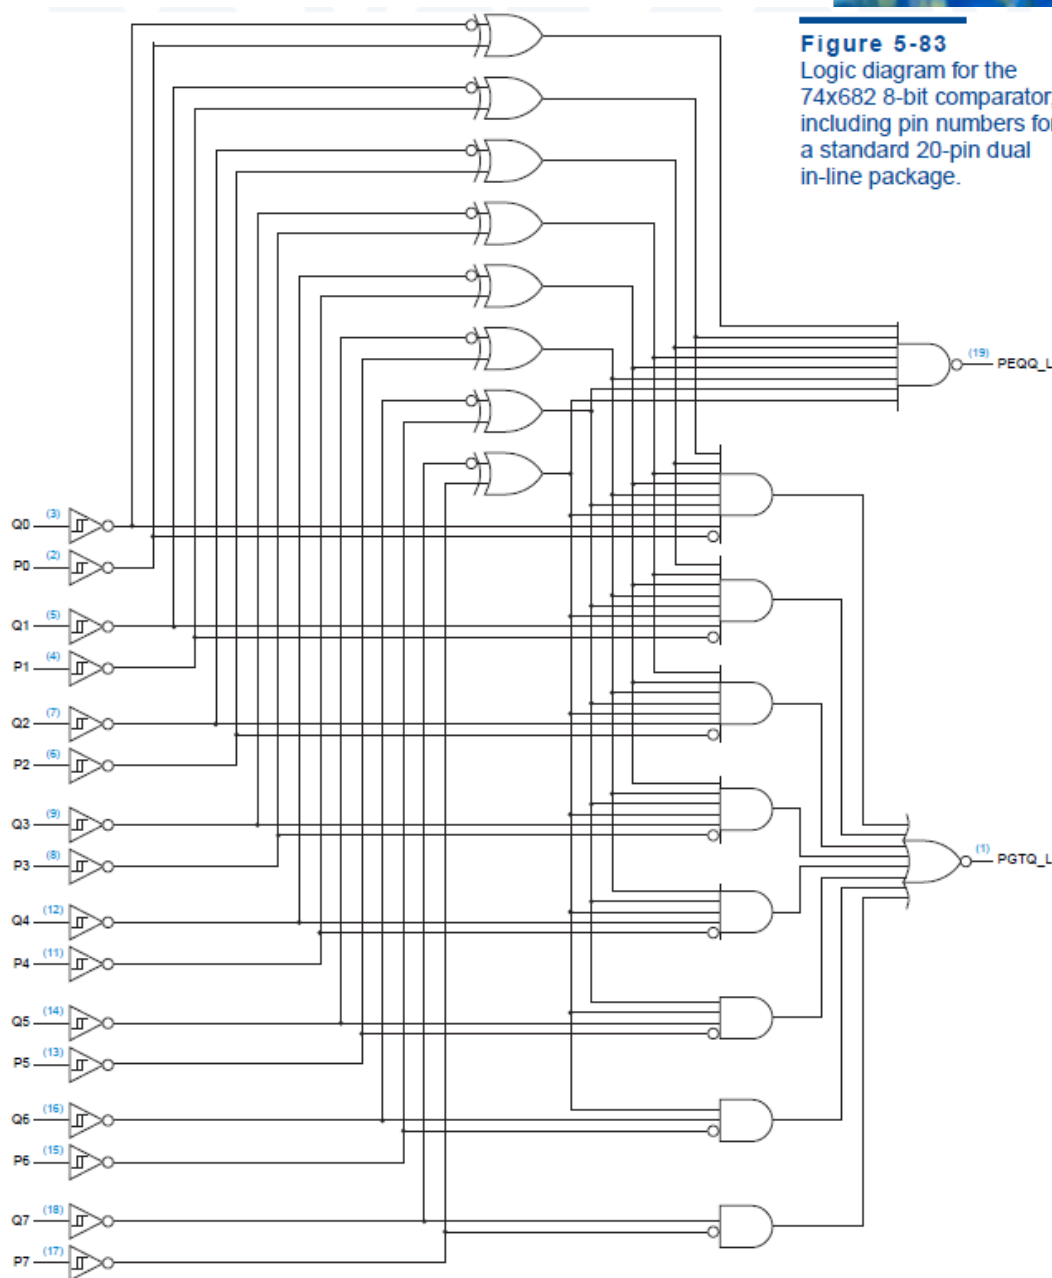 Figure 5-83
Logic diagram for the
74x682 8-bit comparator,
including pin numbers for
a standard 20-pin dual
in-line package.
(19) PEQQ_L
Q0 (3)
P0 (2)
Q1 (5)
P1 (4)
Q2 (7)
P2 (6)
Q3 (9)
P3 (8)
(1) PGTQ_L
Q4 (12)
P4 (11)
Q5 (14)
P5 (13)
Q6 (16)
P6 (15)
Q7 (18)
P7 (17)